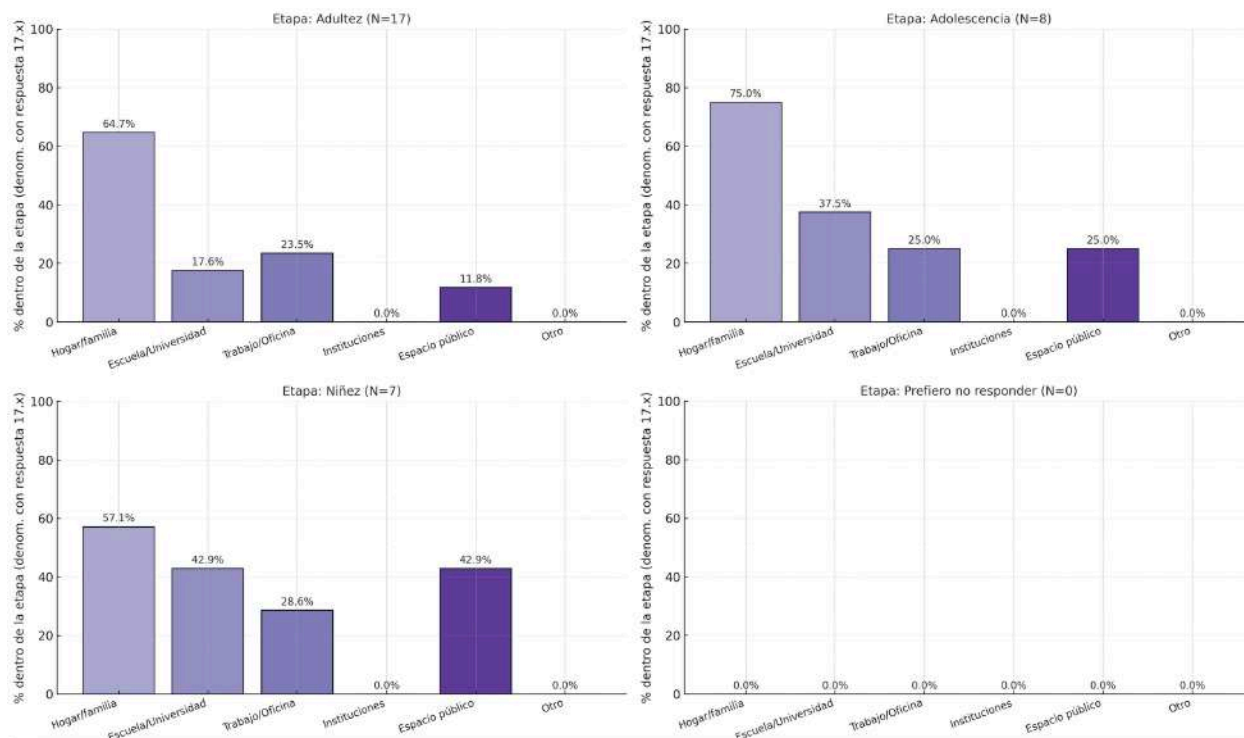 Etapa: Adultez (N=17)
% dentro de la etapa (denom. con respuesta 17.x)
100
80
60
40
20
0
64.7%
17.6%
23.5%
0.0%
11.8%
0.0%
Hogar/familia
Escuela/Universidad
Trabajo/Oficina
Instituciones
Espacio público
Otro
Etapa: Adolescencia (N=8)
% dentro de la etapa (denom. con respuesta 17.x)
100
80
60
40
20
0
75.0%
37.5%
25.0%
0.0%
25.0%
0.0%
Hogar/familia
Escuela/Universidad
Trabajo/Oficina
Instituciones
Espacio público
Otro
Etapa: Niñez (N=7)
% dentro de la etapa (denom. con respuesta 17.x)
100
80
60
40
20
0
57.1%
42.9%
28.6%
0.0%
42.9%
0.0%
Hogar/familia
Escuela/Universidad
Trabajo/Oficina
Instituciones
Espacio público
Otro
Etapa: Prefiero no responder (N=0)
% dentro de la etapa (denom. con respuesta 17.x)
100
80
60
40
20
0
0.0%
0.0%
0.0%
0.0%
0.0%
0.0%
Hogar/familia
Escuela/Universidad
Trabajo/Oficina
Instituciones
Espacio público
Otro